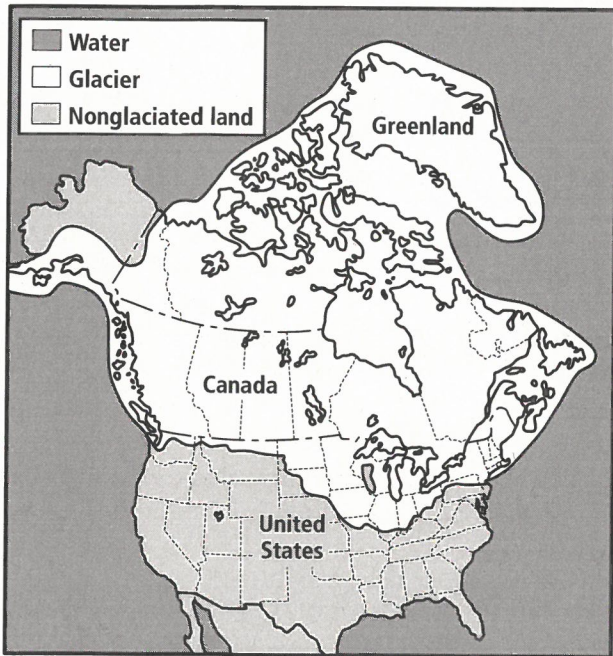 Water
Glacier
Nonglaciated land
Greenland
Canada
United
States